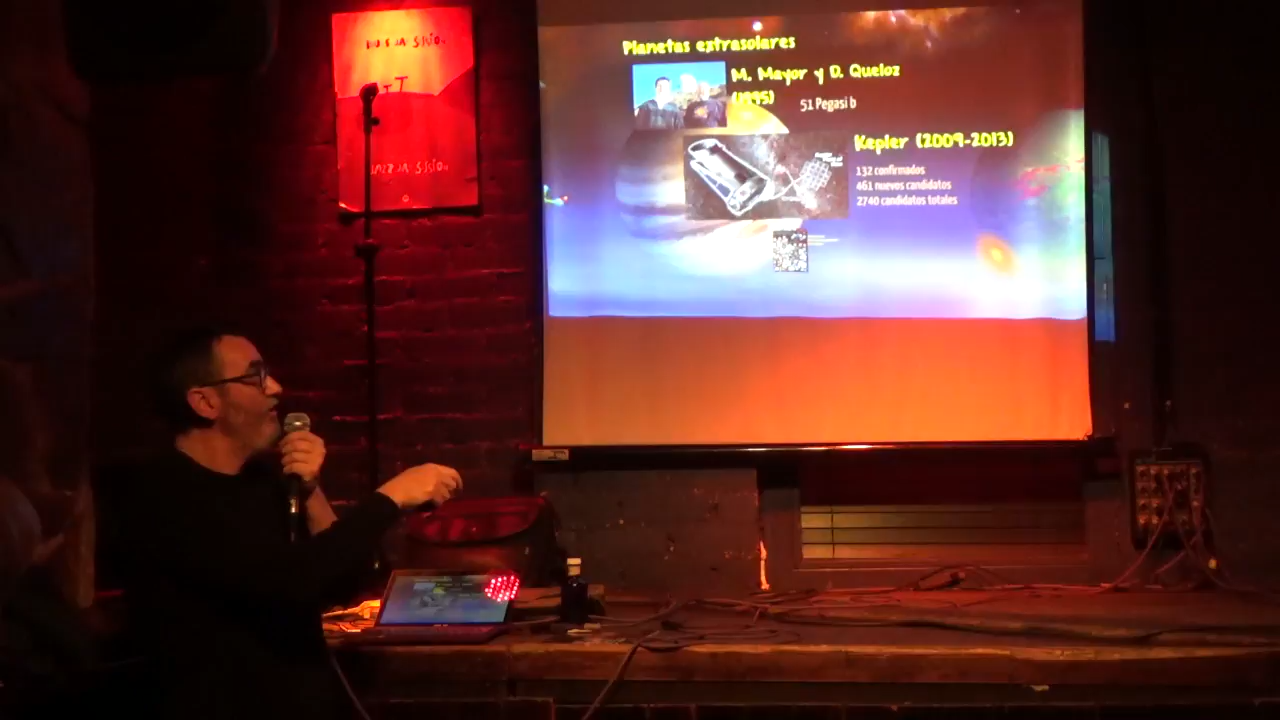 Planetas extrasolares
M. Mayor y D. Queloz
(1995)
51 Pegasi b
Kepler (2009-2013)
132 confirmados
461 nuevos candidatos
2740 candidatos totales